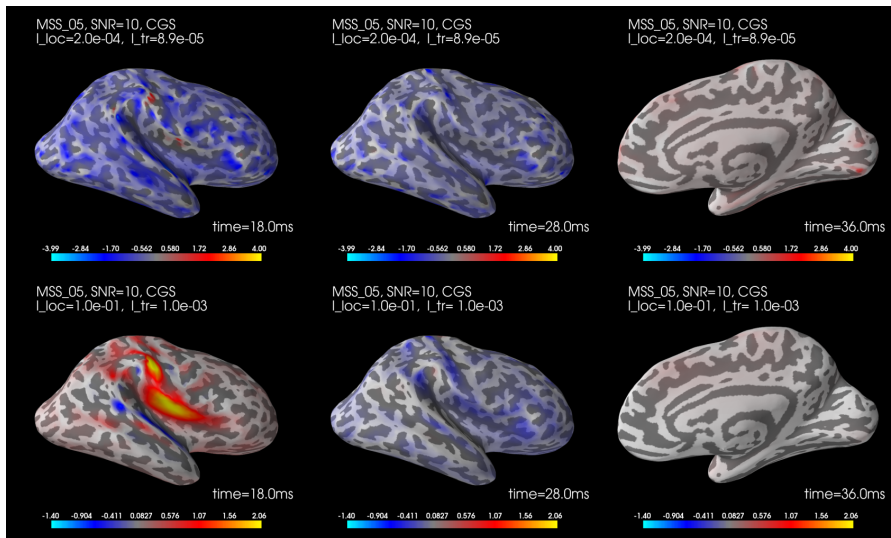 MSS_05, SNR=10, CGS
l_loc=2.0e-04, l_tr=8.9e-05
time=18.0ms
-3.99 -2.84 -1.70 -0.562 0.580 1.72 2.86 4.00
MSS_05, SNR=10, CGS
l_loc=2.0e-04, l_tr=8.9e-05
time=28.0ms
-3.99 -2.84 -1.70 -0.562 0.580 1.72 2.86 4.00
MSS_05, SNR=10, CGS
l_loc=2.0e-04, l_tr=8.9e-05
time=36.0ms
-3.99 -2.84 -1.70 -0.562 0.580 1.72 2.86 4.00
MSS_05, SNR=10, CGS
l_loc=1.0e-01, l_tr= 1.0e-03
time=18.0ms
-1.40 -0.904 -0.411 0.0827 0.576 1.07 1.56 2.06
MSS_05, SNR=10, CGS
l_loc=1.0e-01, l_tr= 1.0e-03
time=28.0ms
-1.40 -0.904 -0.411 0.0827 0.576 1.07 1.56 2.06
MSS_05, SNR=10, CGS
l_loc=1.0e-01, l_tr= 1.0e-03
time=36.0ms
-1.40 -0.904 -0.411 0.0827 0.576 1.07 1.56 2.06